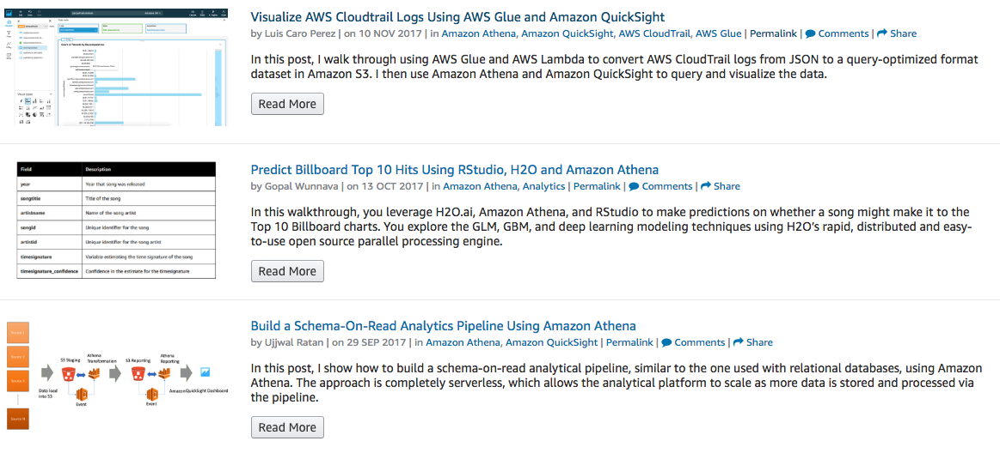 Visualize AWS Cloudtrail Logs Using AWS Glue and Amazon QuickSight
by Luis Caro Perez | on 10 NOV 2017 | in Amazon Athena, Amazon QuickSight, AWS CloudTrail, AWS Glue | Permalink | Comments | Share
In this post, I walk through using AWS Glue and AWS Lambda to convert AWS CloudTrail logs from JSON to a query-optimized format
dataset in Amazon S3. I then use Amazon Athena and Amazon QuickSight to query and visualize the data.
Read More
Field Description
year Year that song was released
songtitle Title of the song
artistname Name of the song artist
songid Unique identifier for the song
artistid Unique identifier for the song artist
timesignature Variable estimating the time signature of the song
timesignature_confidence Confidence in the estimate for the timesignature
Predict Billboard Top 10 Hits Using RStudio, H2O and Amazon Athena
by Gopal Wunnava | on 13 OCT 2017 | in Amazon Athena, Analytics | Permalink | Comments | Share
In this walkthrough, you leverage H2O.ai, Amazon Athena, and RStudio to make predictions on whether a song might make it to the
Top 10 Billboard charts. You explore the GLM, GBM, and deep learning modeling techniques using H2O’s rapid, distributed and easy-
to-use open source parallel processing engine.
Read More
Source 1
Source 2
Source 3
Source N
Data load
into S3
S3 Staging
Athena
Transformation
Event
S3 Reporting
Athena
Reporting
Event
Amazon QuickSight Dashboard
Build a Schema-On-Read Analytics Pipeline Using Amazon Athena
by Ujjwal Ratan | on 29 SEP 2017 | in Amazon Athena, Amazon QuickSight | Permalink | Comments | Share
In this post, I show how to build a schema-on-read analytical pipeline, similar to the one used with relational databases, using Amazon
Athena. The approach is completely serverless, which allows the analytical platform to scale as more data is stored and processed via
the pipeline.
Read More